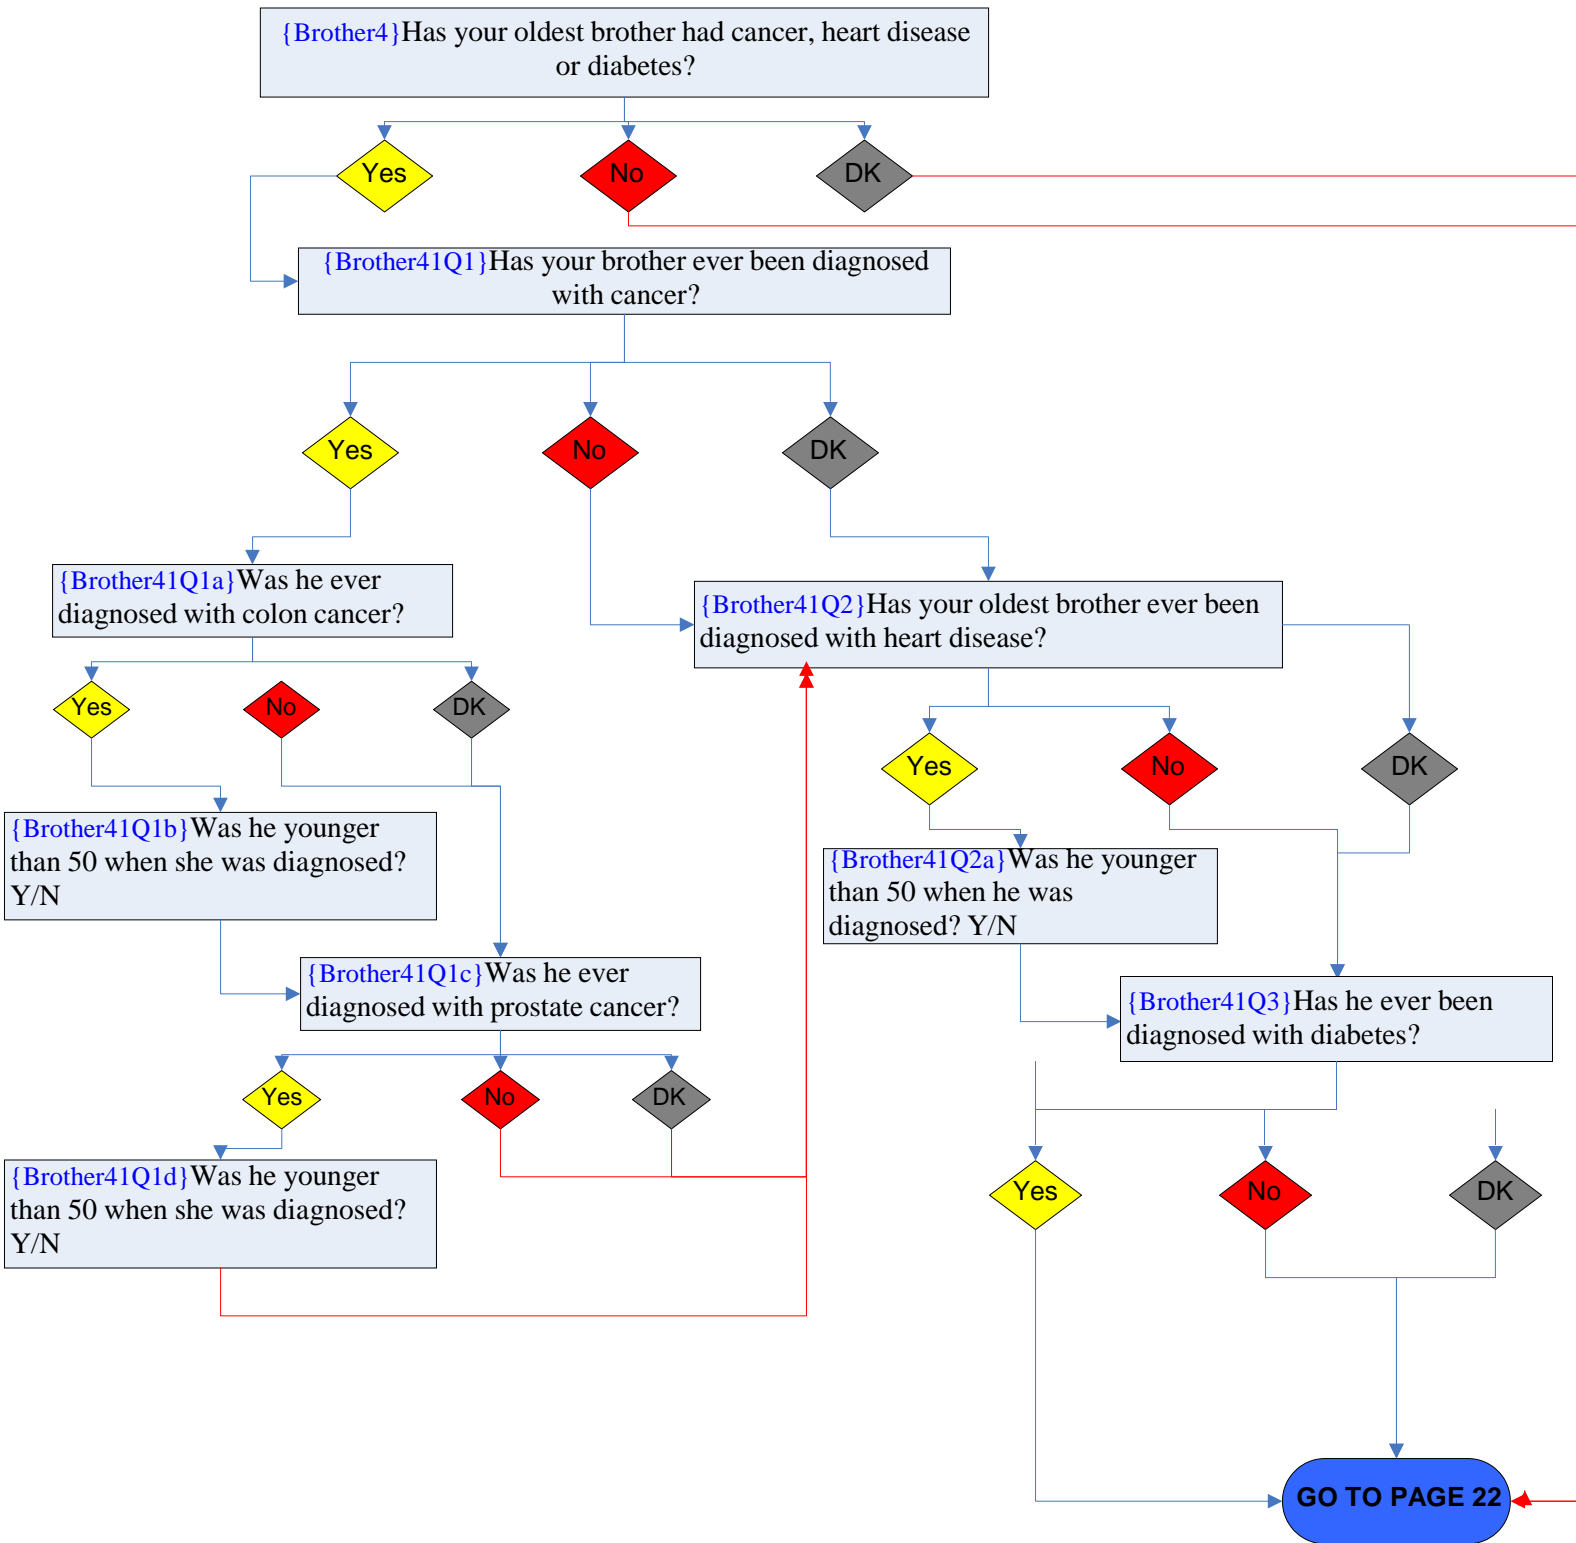 {Brother4}Has your oldest brother had cancer, heart disease
or diabetes?
Yes
No
DK
{Brother41Q1}Has your brother ever been diagnosed
with cancer?
Yes
No
DK
{Brother41Q1a}Was he ever
diagnosed with colon cancer?
{Brother41Q2}Has your oldest brother ever been
diagnosed with heart disease?
Yes
No
DK
Yes
No
DK
{Brother41Q1b}Was he younger
than 50 when she was diagnosed?
Y/N
{Brother41Q2a}Was he younger
than 50 when he was
diagnosed? Y/N
{Brother41Q1c}Was he ever
diagnosed with prostate cancer?
{Brother41Q3}Has he ever been
diagnosed with diabetes?
Yes
No
DK
{Brother41Q1d}Was he younger
than 50 when she was diagnosed?
Y/N
Yes
No
DK
GO TO PAGE 22